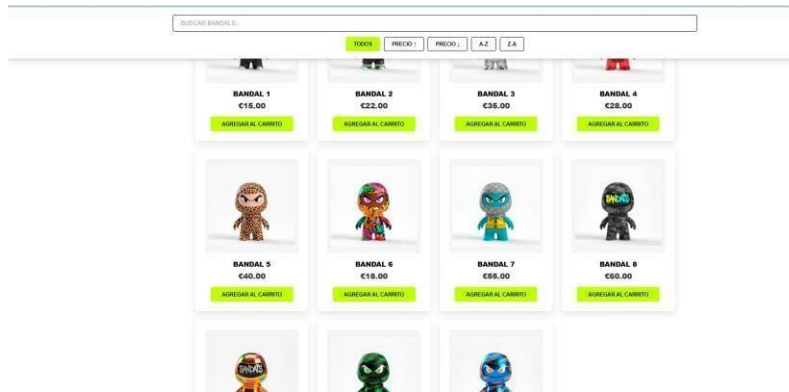 BUSCAR BANDALS...
TODOS PRECIO ↑ PRECIO ↓ A-Z Z-A
BANDAL 1 BANDAL 2 BANDAL 3 BANDAL 4
€15.00 €22.00 €35.00 €28.00
AGREGAR AL CARRITO AGREGAR AL CARRITO AGREGAR AL CARRITO AGREGAR AL CARRITO
BANDALS
BANDAL 5 BANDAL 6 BANDAL 7 BANDAL 8
€40.00 €18.00 €55.00 €60.00
AGREGAR AL CARRITO AGREGAR AL CARRITO AGREGAR AL CARRITO AGREGAR AL CARRITO
BANDALS